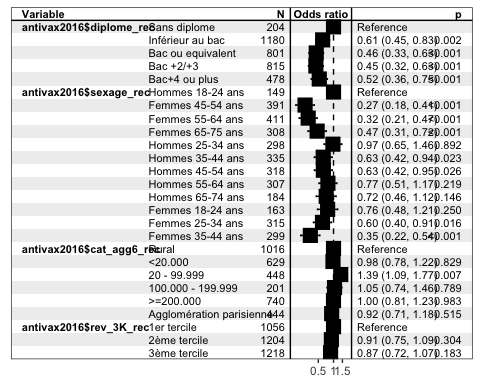 Variable N Odds ratio p
antivax2016$diplome_rec Sans diplome 204 Reference
Inférieur au bac 1180 0.61 (0.45, 0.83) 0.002
Bac ou equivalent 801 0.46 (0.33, 0.63) <0.001
Bac +2/+3 815 0.45 (0.32, 0.63) <0.001
Bac+4 ou plus 478 0.52 (0.36, 0.75) <0.001
antivax2016$sexage_rec Hommes 18-24 ans 149 Reference
Femmes 45-54 ans 391 0.27 (0.18, 0.41) <0.001
Femmes 55-64 ans 411 0.32 (0.21, 0.47) <0.001
Femmes 65-75 ans 308 0.47 (0.31, 0.72) <0.001
Hommes 25-34 ans 298 0.97 (0.65, 1.46) 0.892
Hommes 35-44 ans 335 0.63 (0.42, 0.94) 0.023
Hommes 45-54 ans 318 0.63 (0.42, 0.95) 0.026
Hommes 55-64 ans 307 0.77 (0.51, 1.17) 0.219
Hommes 65-74 ans 184 0.72 (0.46, 1.12) 0.146
Femmes 18-24 ans 163 0.76 (0.48, 1.21) 0.250
Femmes 25-34 ans 315 0.60 (0.40, 0.91) 0.016
Femmes 35-44 ans 299 0.35 (0.22, 0.54) <0.001
antivax2016$cat_agg6_rec Rural 1016 Reference
<20.000 629 0.98 (0.78, 1.22) 0.829
20 - 99.999 448 1.39 (1.09, 1.77) 0.007
100.000 - 199.999 201 1.05 (0.74, 1.46) 0.789
>=200.000 740 1.00 (0.81, 1.23) 0.983
Agglomération parisienne 444 0.92 (0.71, 1.18) 0.515
antivax2016$rev_3K_rec 1er tercile 1056 Reference
2ème tercile 1204 0.91 (0.75, 1.09) 0.304
3ème tercile 1218 0.87 (0.72, 1.07) 0.183
0.5 1 1.5